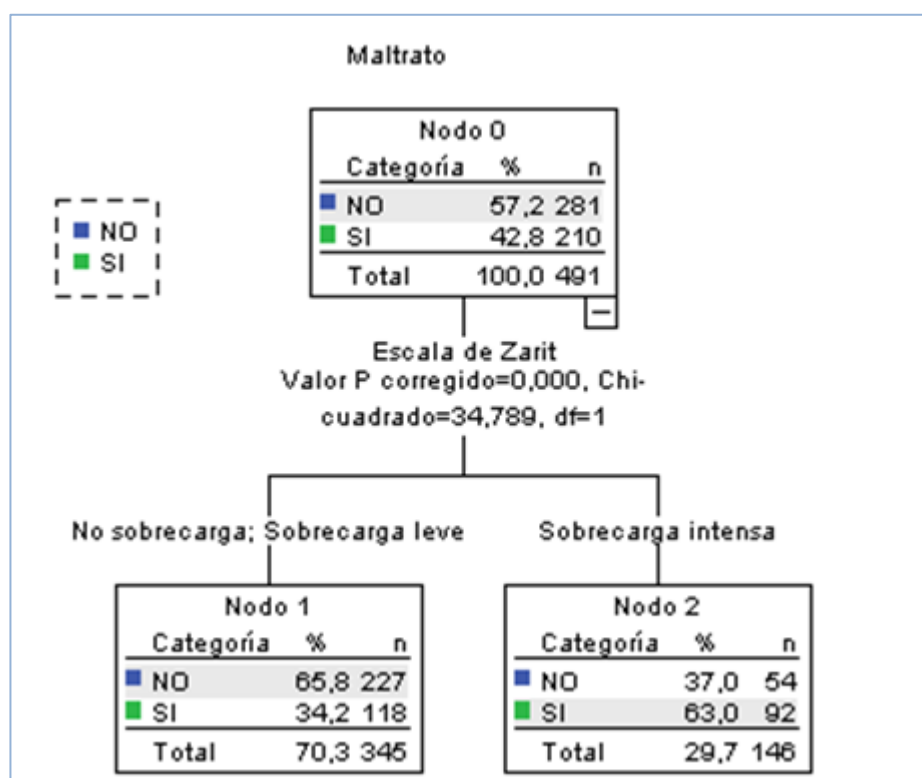 Maltrato
Nodo 0
Categoría % n
NO 57,2 281
SI 42,8 210
Total 100,0 491
NO
SI
Escala de Zarit
Valor P corregido=0,000, Chi-
cuadrado=34,789, df=1
No sobrecarga; Sobrecarga leve
Sobrecarga intensa
Nodo 1
Categoría % n
NO 65,8 227
SI 34,2 118
Total 70,3 345
Nodo 2
Categoría % n
NO 37,0 54
SI 63,0 92
Total 29,7 146